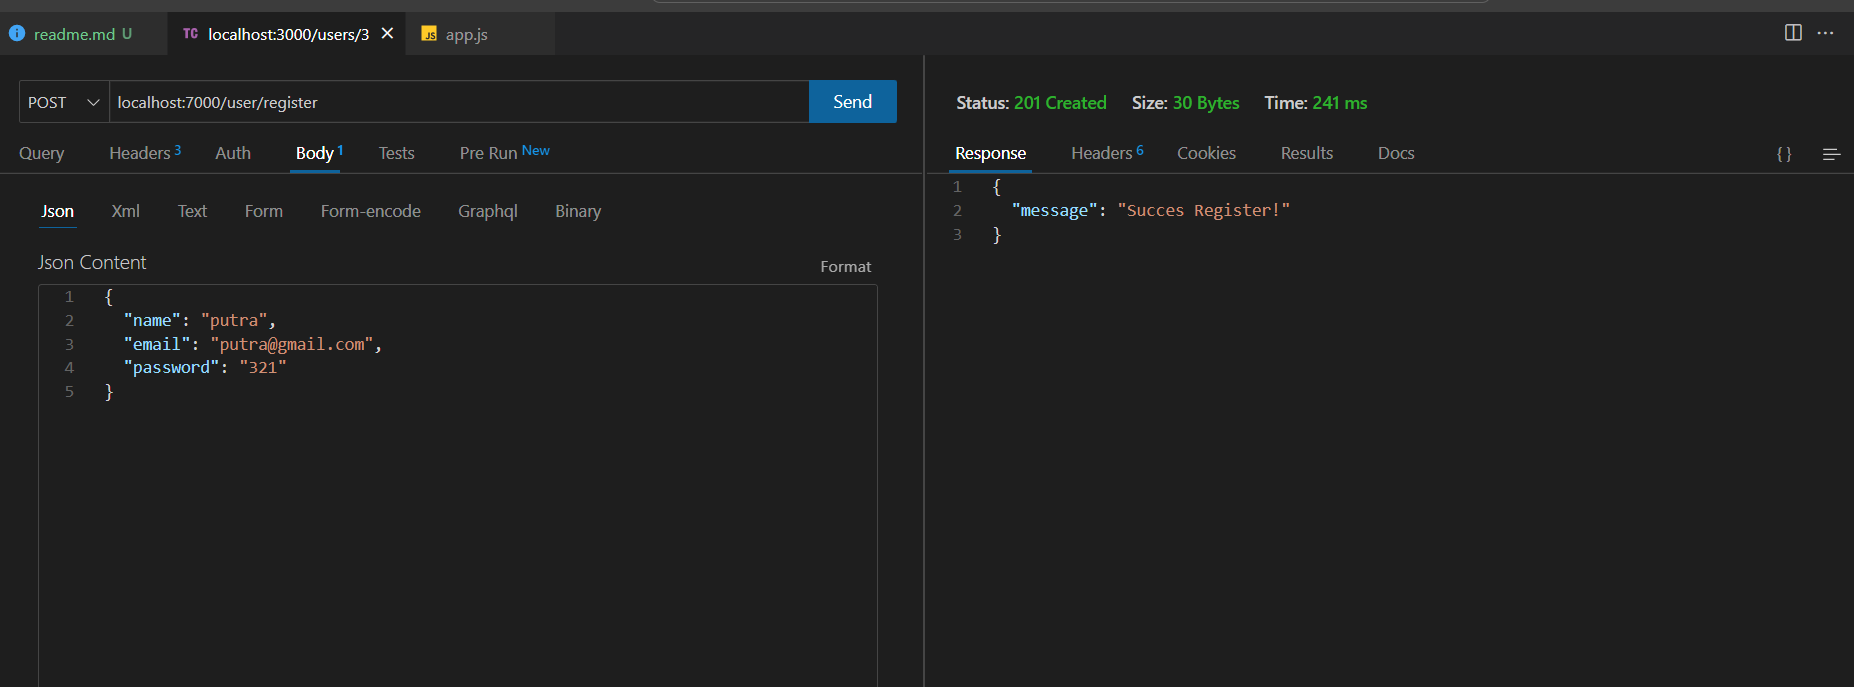 readme.md U TC localhost:3000/users/3 JS app.js
POST localhost:7000/user/register Send
Query Headers 3 Auth Body 1 Tests Pre Run New
Json Xml Text Form Form-encode Graphql Binary
Json Content
Format
1 {
2 "name": "putra",
3 "email": "putra@gmail.com",
4 "password": "321"
5 }
Status: 201 Created Size: 30 Bytes Time: 241 ms
Response Headers 6 Cookies Results Docs {}
1 {
2 "message": "Succes Register!"
3 }